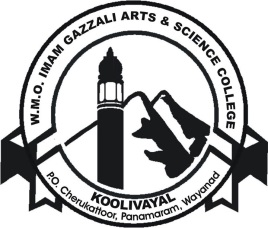 W.M.O. IMAM GAZZALI ARTS & SCIENCE COLLEGE
KOOLIVAYAL
P.O. Cherukattoor, Panamaram, Wayanad